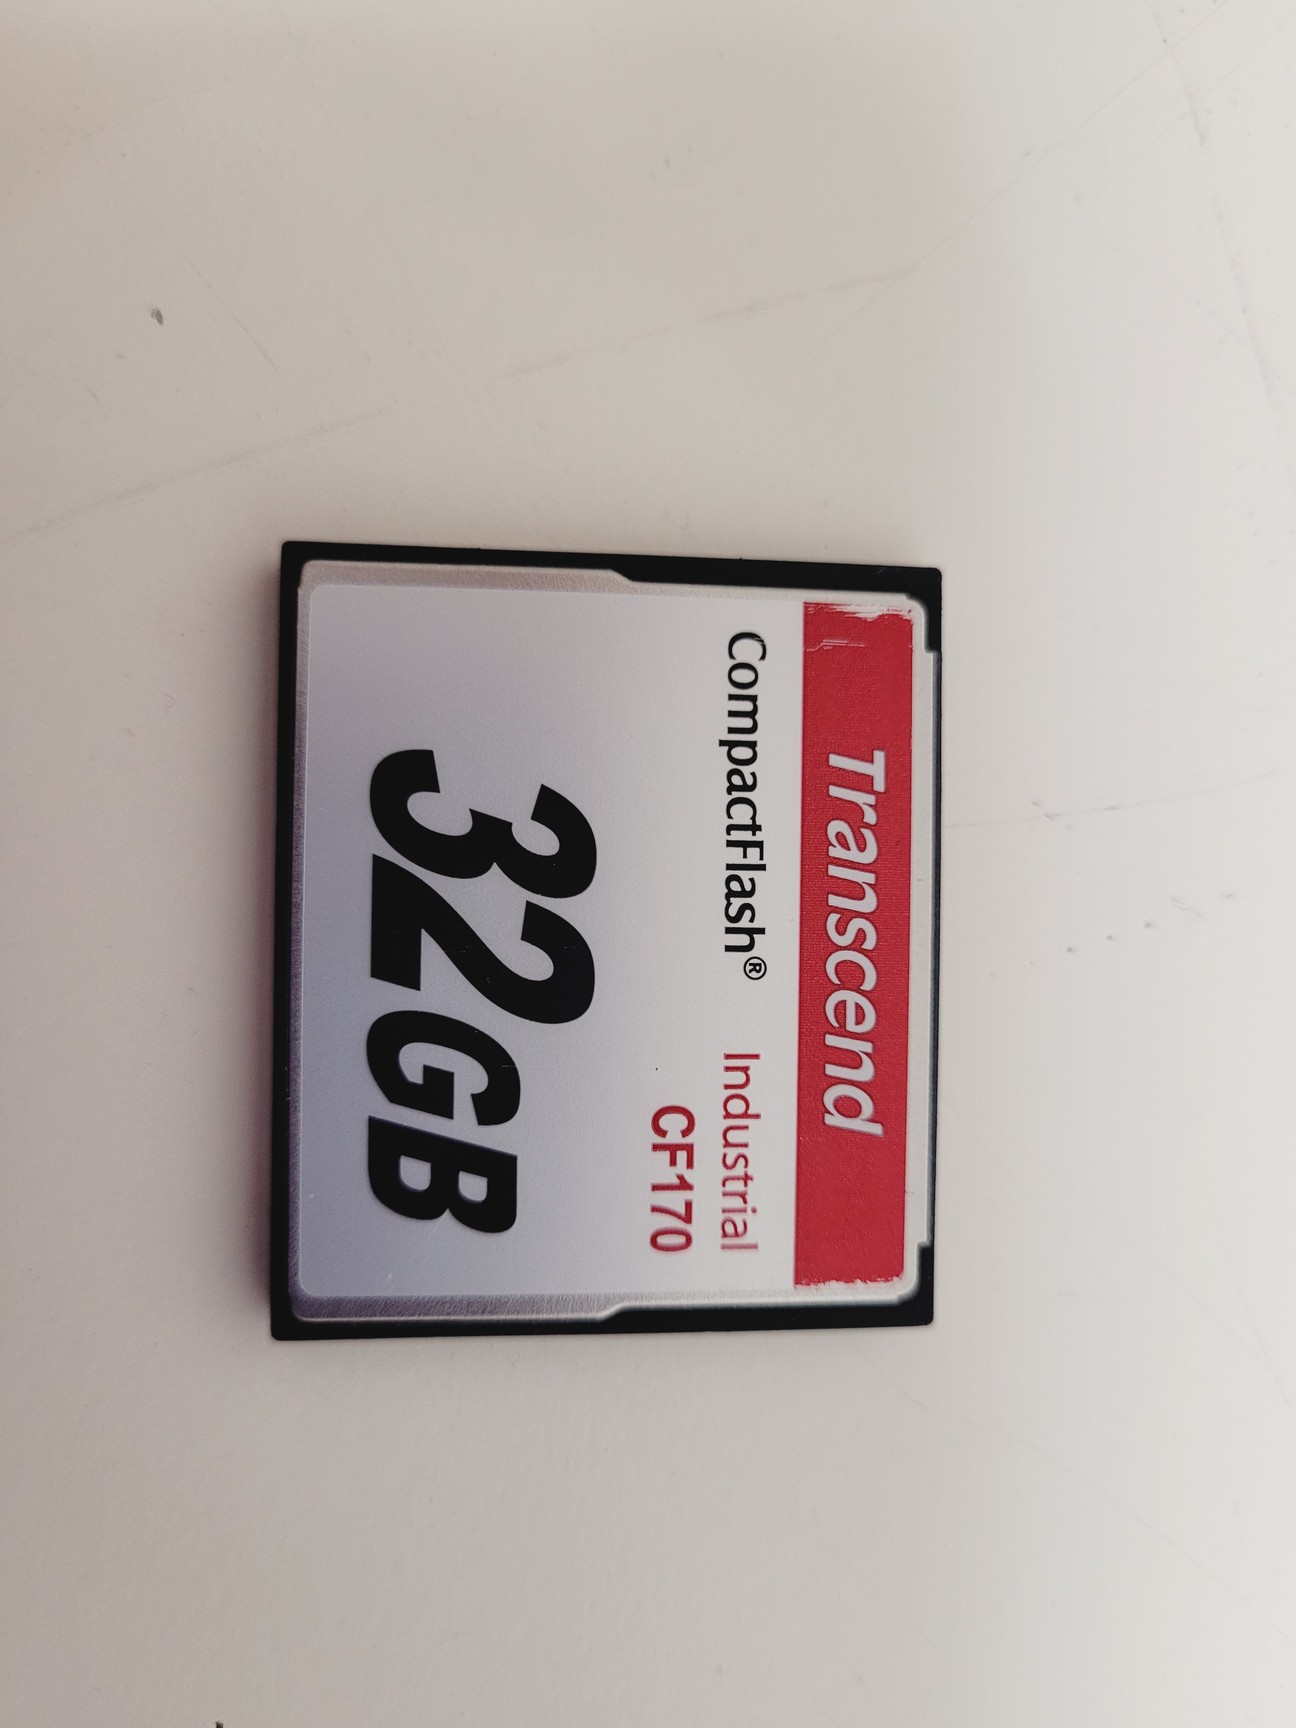 Transcend
CompactFlash® Industrial
CF170
32GB